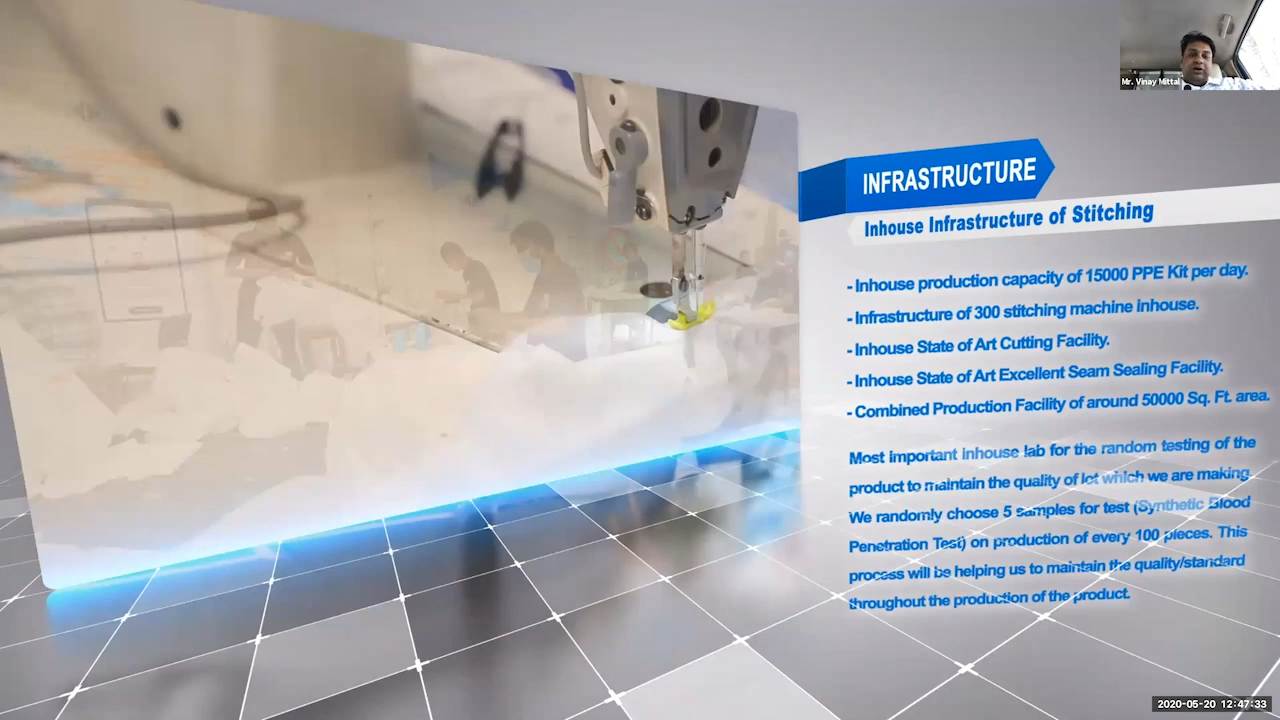 Mr. Vinay Mittal
INFRASTRUCTURE
Inhouse Infrastructure of Stitching
- Inhouse production capacity of 15000 PPE Kit per day.
- Infrastructure of 300 stitching machine inhouse.
- Inhouse State of Art Cutting Facility.
- Inhouse State of Art Excellent Seam Sealing Facility.
- Combined Production Facility of around 50000 Sq. Ft. area.
Most important inhouse lab for the random testing of the
product to maintain the quality of lot which we are making.
We randomly choose 5 samples for test (Synthetic Blood
Penetration Test) on production of every 100 pieces. This
process will be helping us to maintain the quality/standard
throughout the production of the product.
2020-05-20 12:47:33